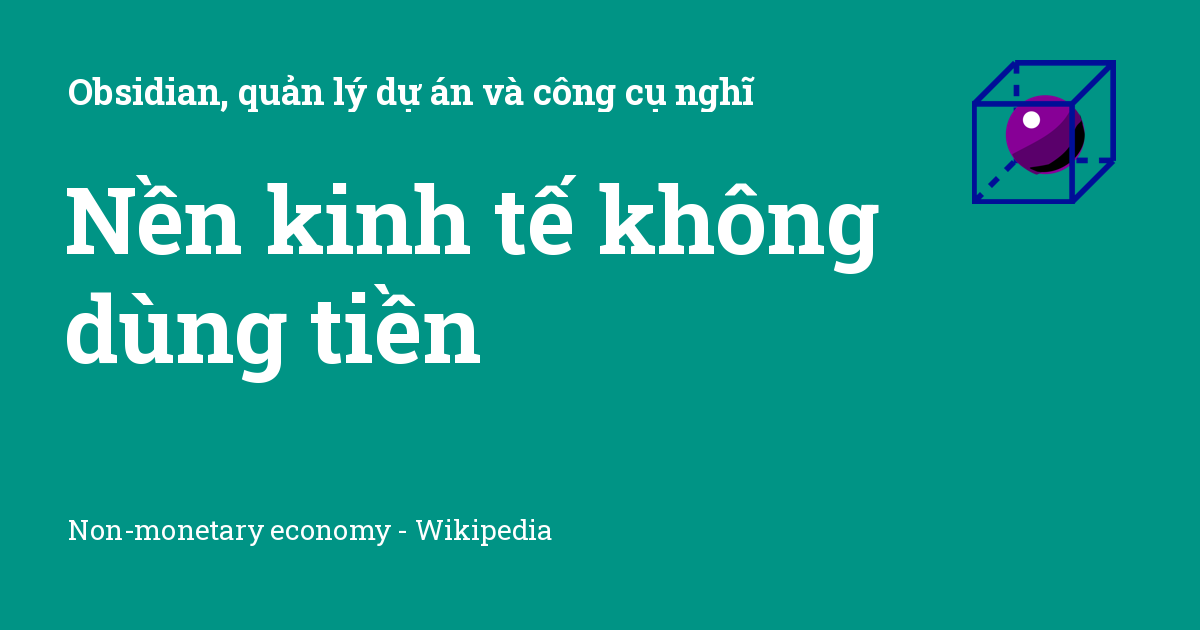 Obsidian, quản lý dự án và công cụ nghĩ
Nền kinh tế không
dùng tiền
Non-monetary economy - Wikipedia